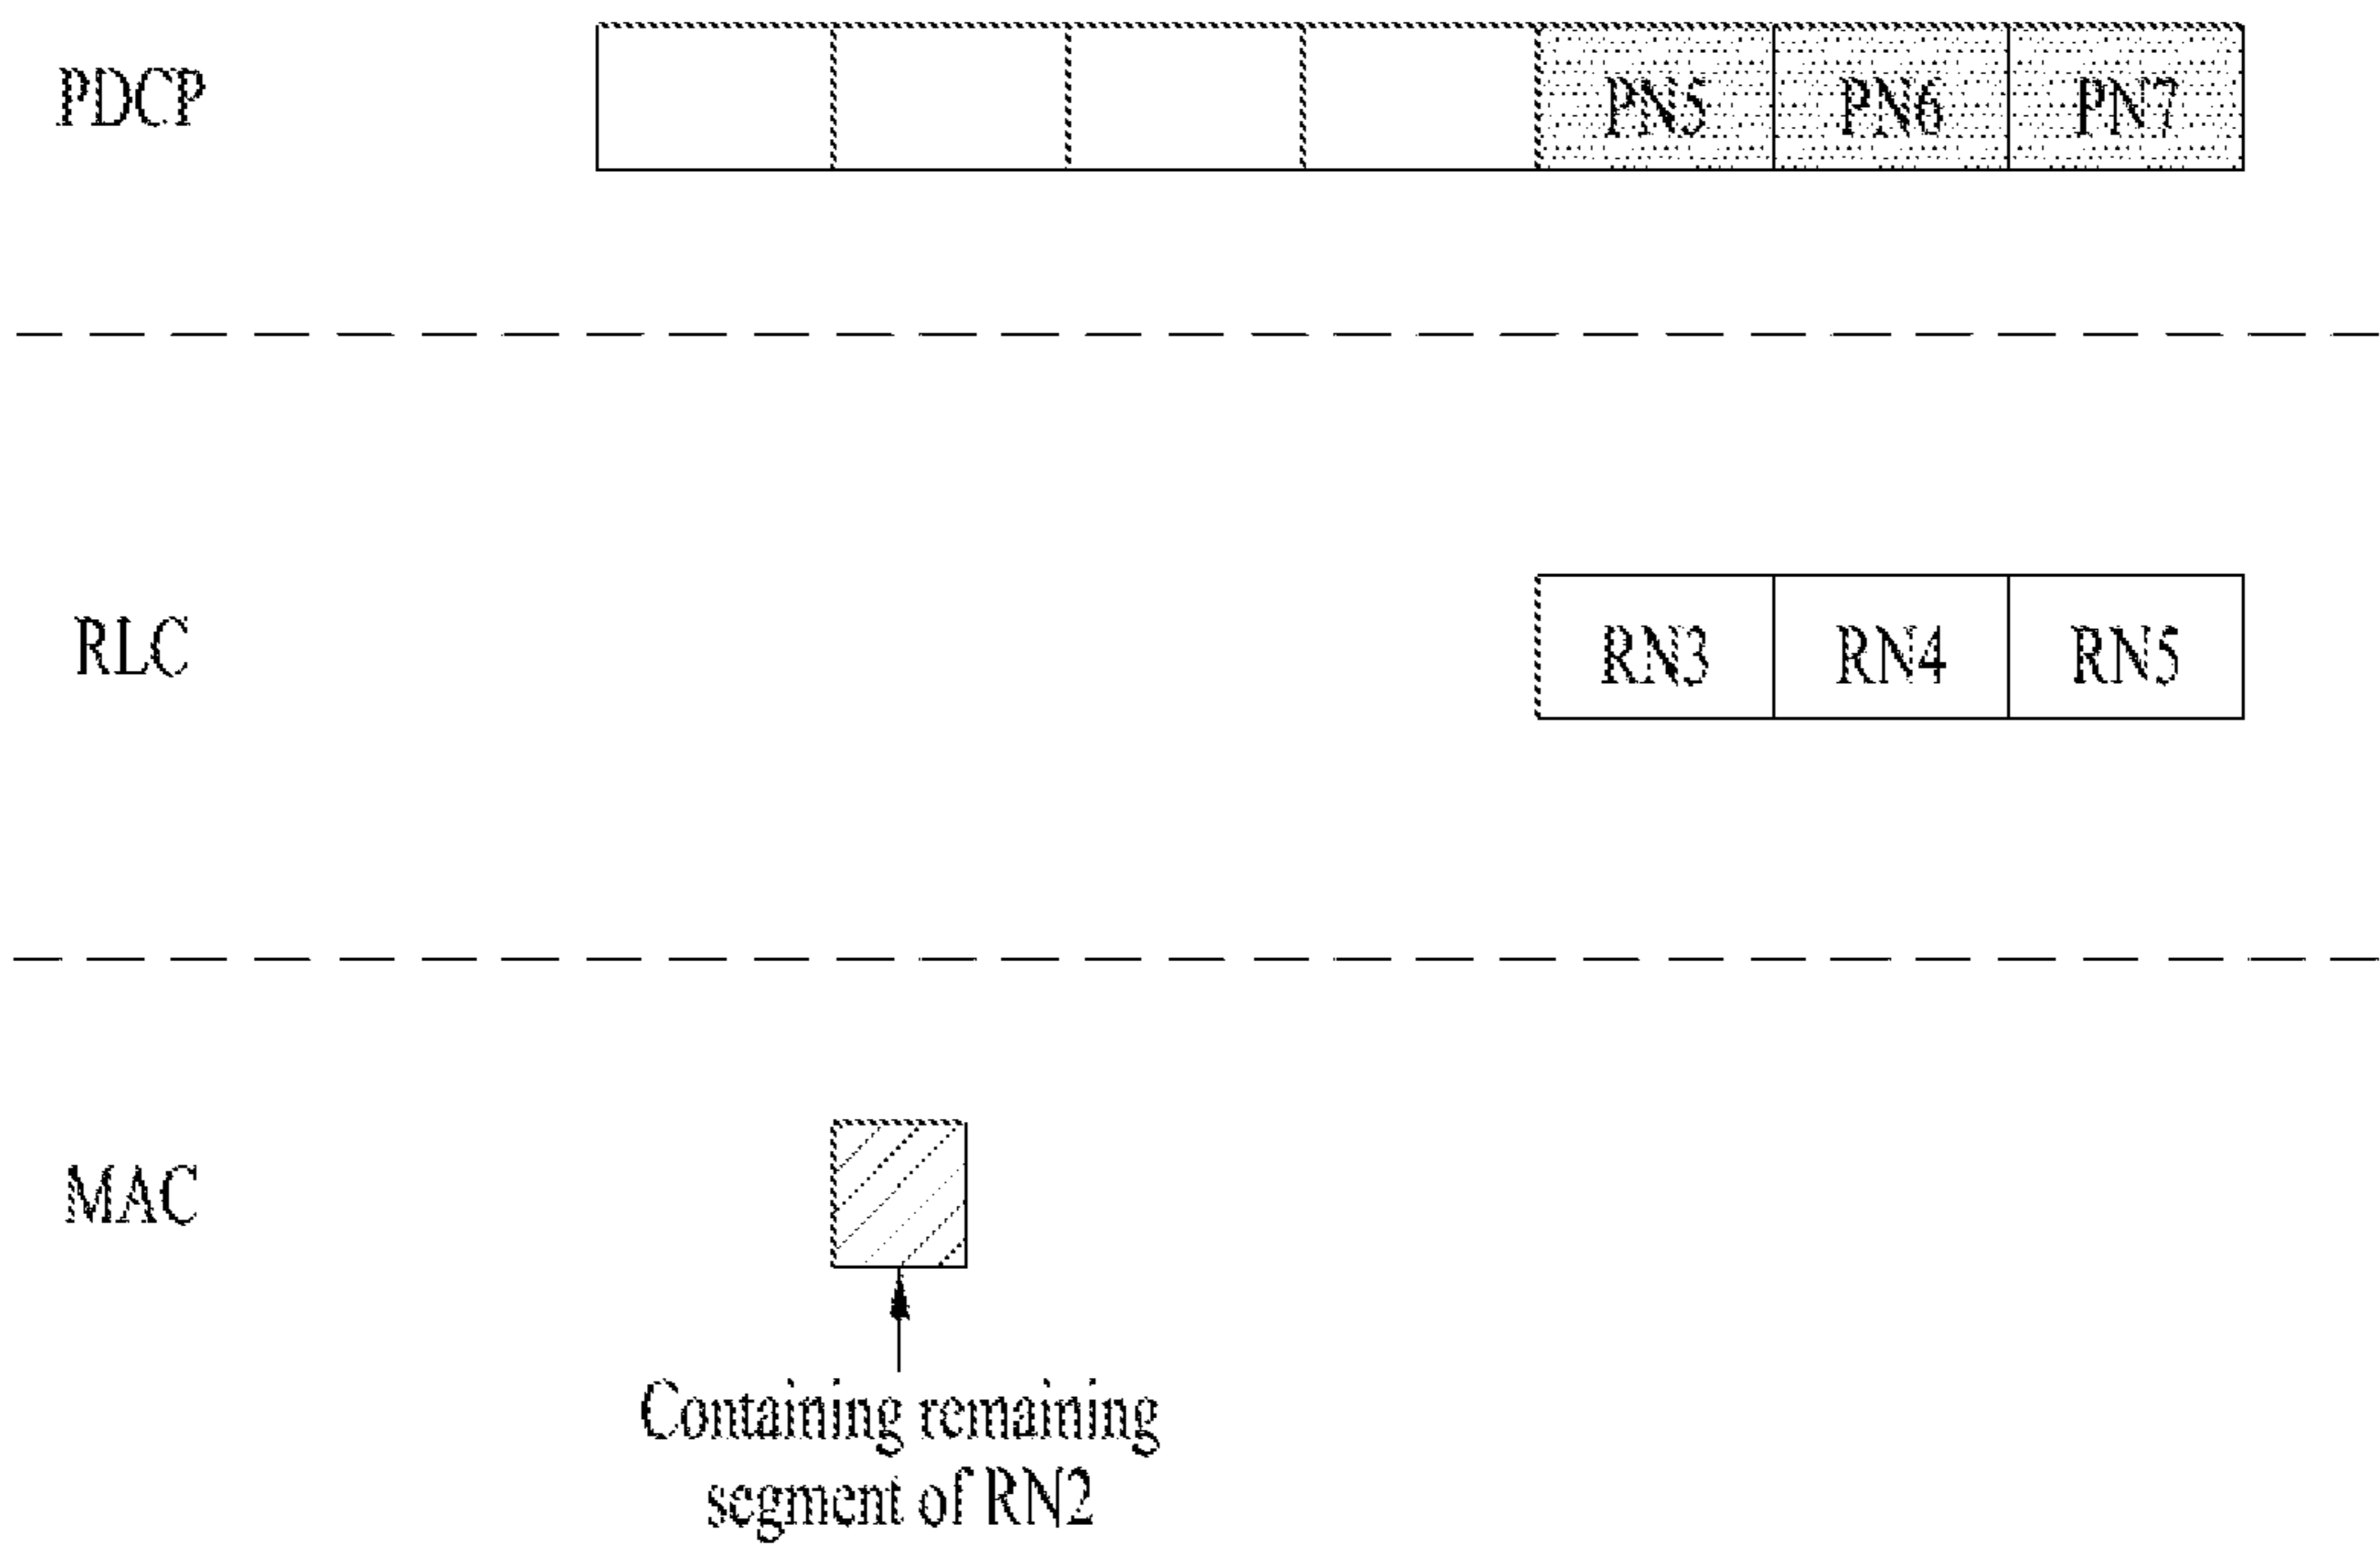 PDCP PN5 PN6 PN7
RLC RN3 RN4 RN5
MAC
Containing remaining
segment of RN2